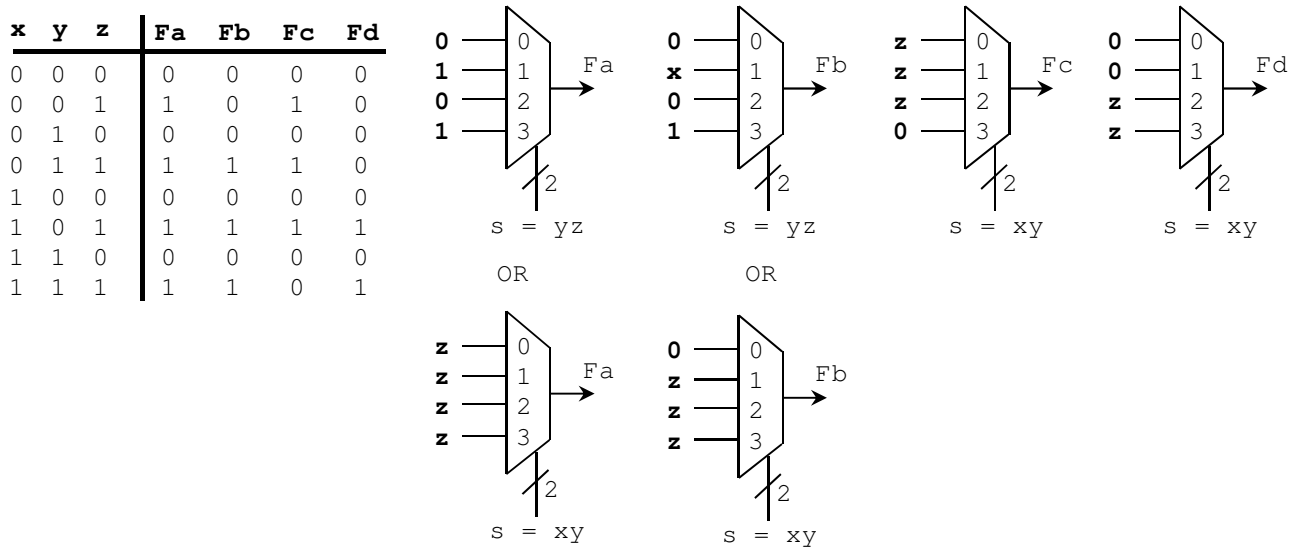 x y z Fa Fb Fc Fd
0 0 0 0 0 0 0
0 0 1 1 0 1 0
0 1 0 0 0 0 0
0 1 1 1 1 1 0
1 0 0 0 0 0 0
1 0 1 1 1 1 1
1 1 0 0 0 0 0
1 1 1 1 1 0 1
0 0
1 1 Fa
0 2
1 3
2
s = yz
0 0
x 1 Fb
0 2
1 3
2
s = yz
z 0
z 1 Fc
z 2
0 3
2
s = xy
0 0
0 1 Fd
z 2
z 3
2
s = xy
OR
OR
z 0
z 1 Fa
z 2
z 3
2
s = xy
0 0
z 1 Fb
z 2
z 3
2
s = xy